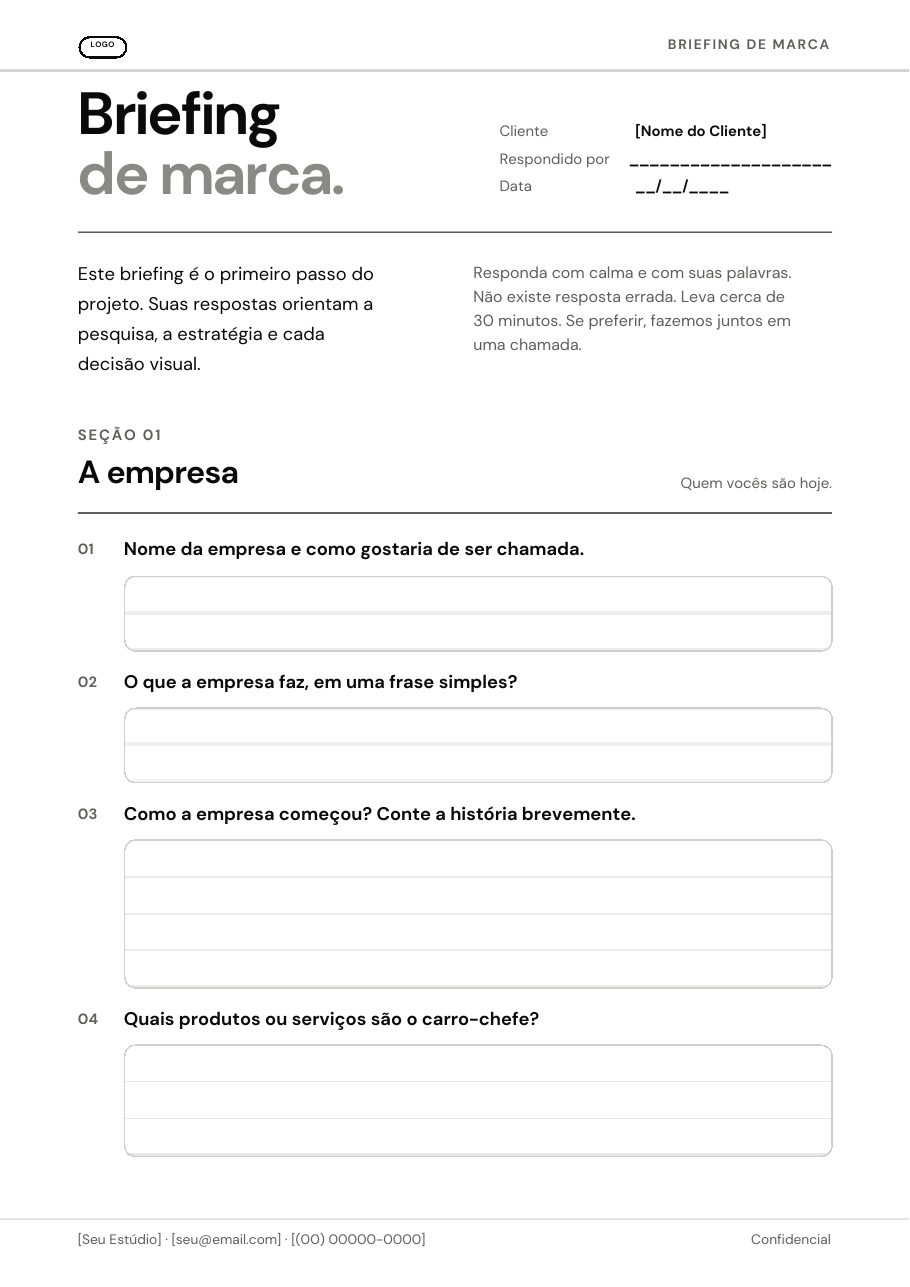 LOGO
BRIEFING DE MARCA
Briefing
de marca.
Cliente [Nome do Cliente]
Respondido por ____________________
Data __/__/____
Este briefing é o primeiro passo do
projeto. Suas respostas orientam a
pesquisa, a estratégia e cada
decisão visual.
Responda com calma e com suas palavras.
Não existe resposta errada. Leva cerca de
30 minutos. Se preferir, fazemos juntos em
uma chamada.
SEÇÃO 01
A empresa
Quem vocês são hoje.
01 Nome da empresa e como gostaria de ser chamada.
02 O que a empresa faz, em uma frase simples?
03 Como a empresa começou? Conte a história brevemente.
04 Quais produtos ou serviços são o carro-chefe?
[Seu Estúdio] · [seu@email.com] · [(00) 00000-0000]
Confidencial